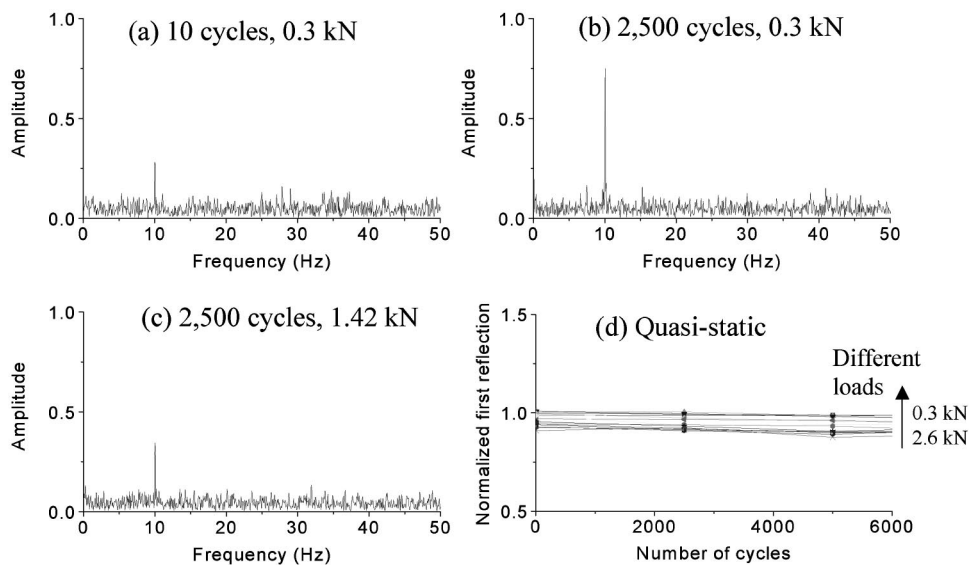 (a) 10 cycles, 0.3 kN
1.0
0.5
0.0
Amplitude
0 10 20 30 40 50
Frequency (Hz)
(b) 2,500 cycles, 0.3 kN
1.0
0.5
0.0
Amplitude
0 10 20 30 40 50
Frequency (Hz)
(c) 2,500 cycles, 1.42 kN
1.0
0.5
0.0
Amplitude
0 10 20 30 40 50
Frequency (Hz)
(d) Quasi-static
1.5
1.0
0.5
Normalized first reflection
0 2000 4000 6000
Number of cycles
Different
loads
0.3 kN
2.6 kN